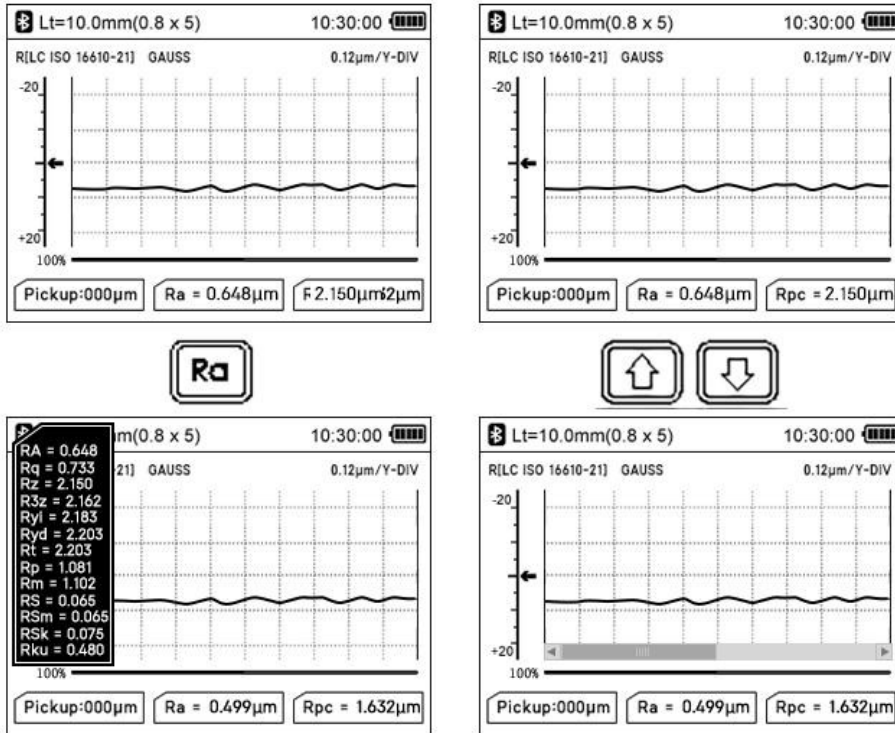 Lt=10.0mm(0.8 x 5) 10:30:00
R[LC ISO 16610-21] GAUSS 0.12μm/Y-DIV
-20
+20
100%
Pickup:000μm Ra = 0.648μm 2.150μm
Lt=10.0mm(0.8 x 5) 10:30:00
R[LC ISO 16610-21] GAUSS 0.12μm/Y-DIV
-20
+20
100%
Pickup:000μm Ra = 0.648μm Rpc = 2.150μm
Ra
m(0.8 x 5) 10:30:00
-21] GAUSS 0.12μm/Y-DIV
RA = 0.648
Rq = 0.733
Rz = 2.150
R3z = 2.162
Ryl = 2.183
Ryd = 2.203
Rt = 2.203
Rp = 1.081
Rm = 1.102
RS = 0.065
RSm = 0.065
RSk = 0.075
Rku = 0.480
100%
Pickup:000μm Ra = 0.499μm Rpc = 1.632μm
Lt=10.0mm(0.8 x 5) 10:30:00
R[LC ISO 16610-21] GAUSS 0.12μm/Y-DIV
-20
+20
100%
Pickup:000μm Ra = 0.499μm Rpc = 1.632μm